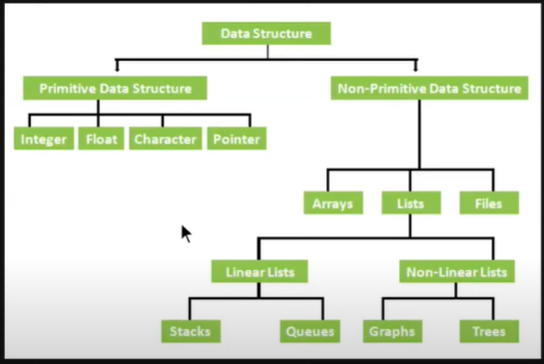 Data Structure
Primitive Data Structure
Non-Primitive Data Structure
Integer
Float
Character
Pointer
Arrays
Lists
Files
Linear Lists
Non-Linear Lists
Stacks
Queues
Graphs
Trees